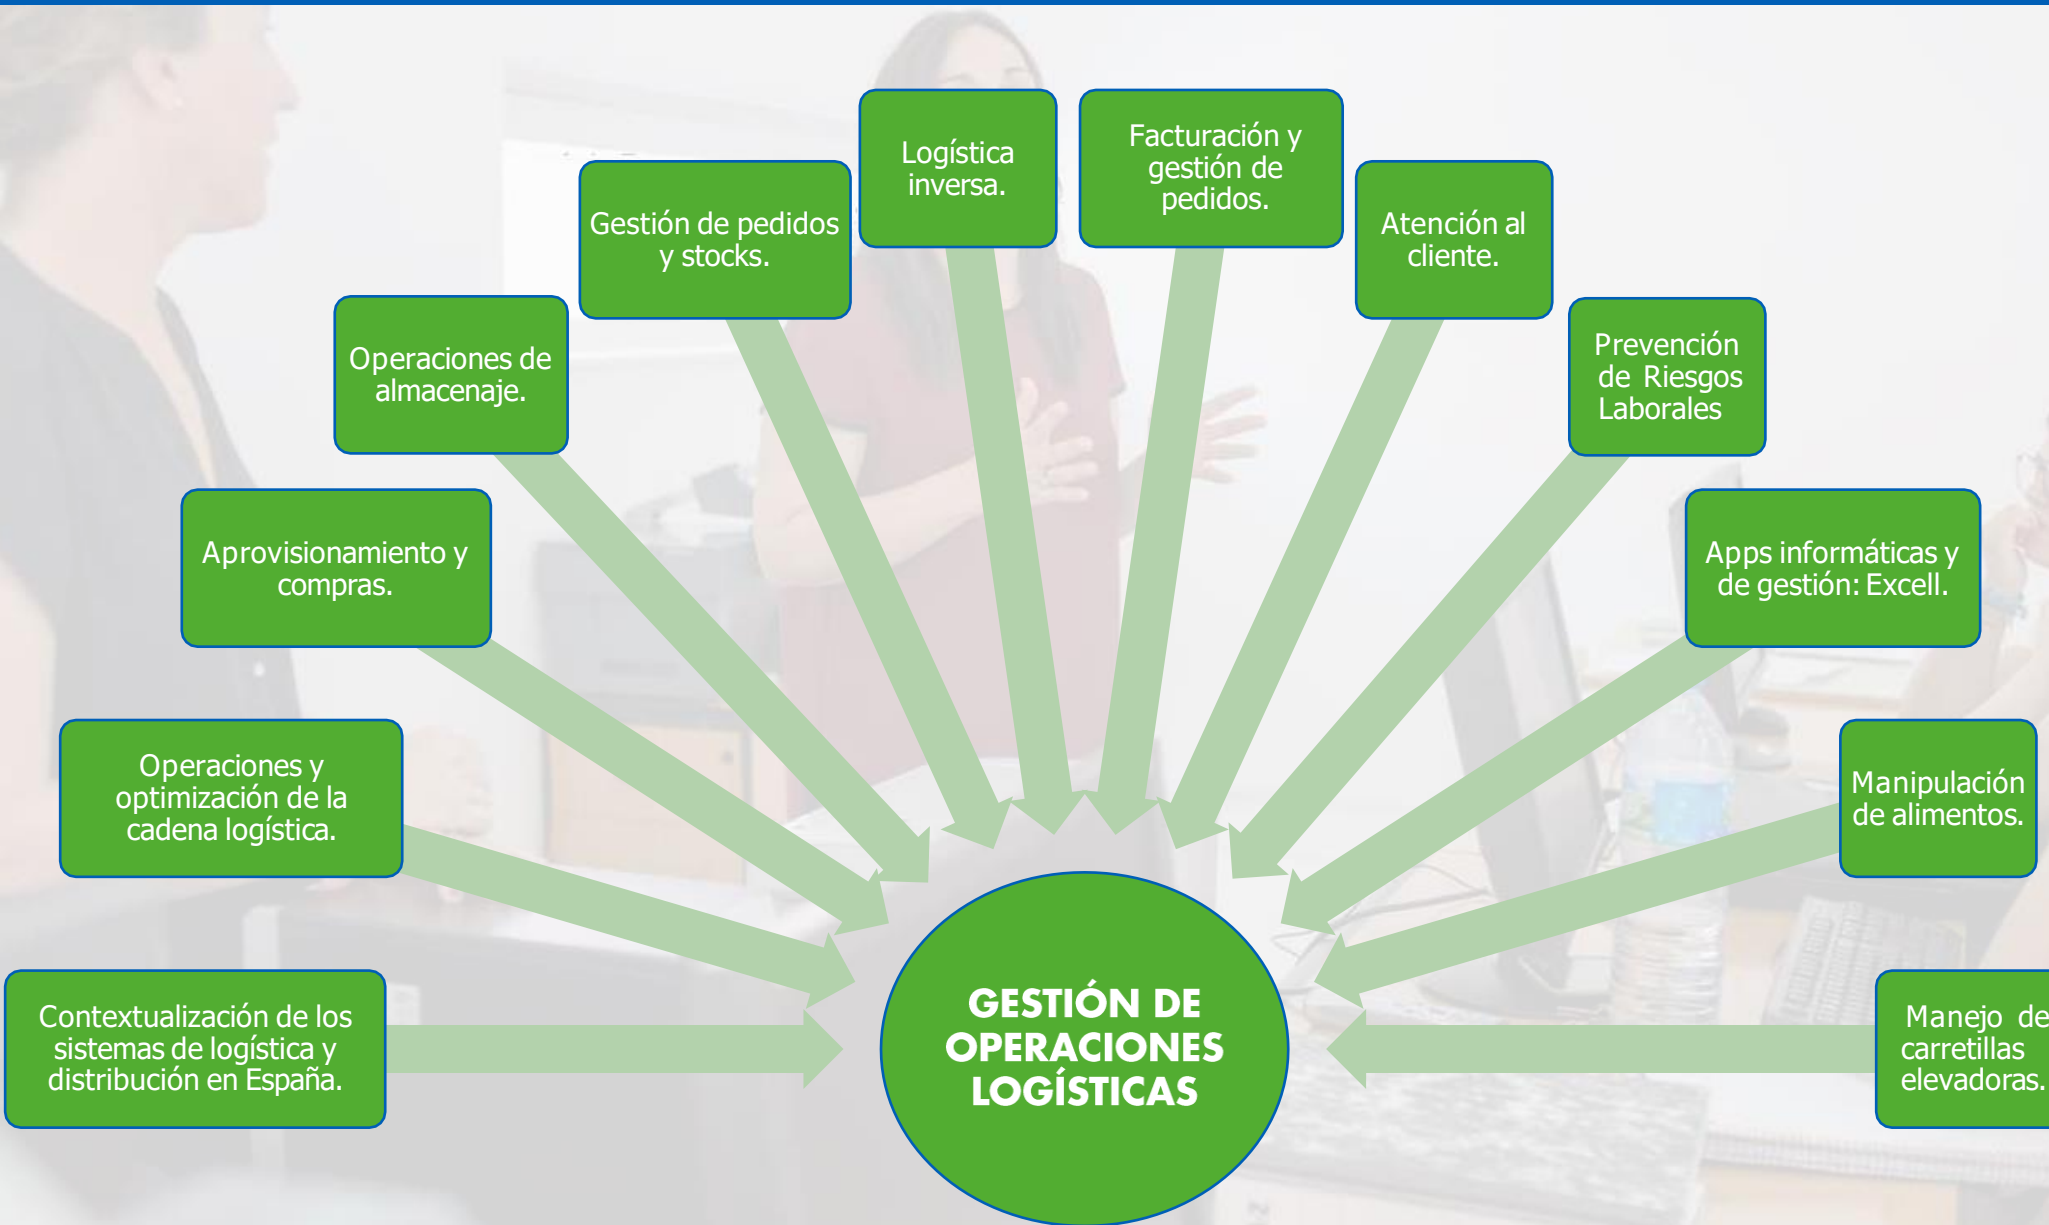 Logística
inversa.
Facturación y
gestión de
pedidos.
Gestión de pedidos
y stocks.
Atención al
cliente.
Operaciones de
almacenaje.
Prevención
de Riesgos
Laborales
Aprovisionamiento y
compras.
Apps informáticas y
de gestión: Excell.
Operaciones y
optimización de la
cadena logística.
Manipulación
de alimentos.
Contextualización de los
sistemas de logística y
distribución en España.
GESTIÓN DE
OPERACIONES
LOGÍSTICAS
Manejo de
carretillas
elevadoras.